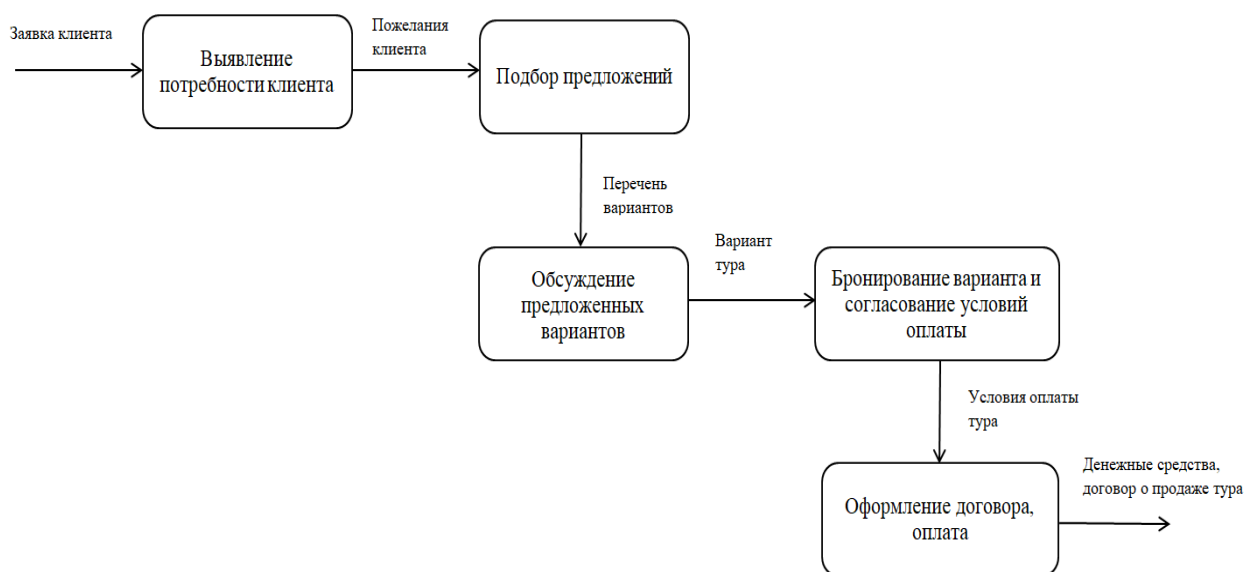 Заявка клиента
Выявление
потребности клиента
Пожелания
клиента
Подбор предложений
Перечень
вариантов
Обсуждение
предложенных
вариантов
Вариант
тура
Бронирование варианта и
согласование условий
оплаты
Условия оплаты
тура
Оформление договора,
оплата
Денежные средства,
договор о продаже тура